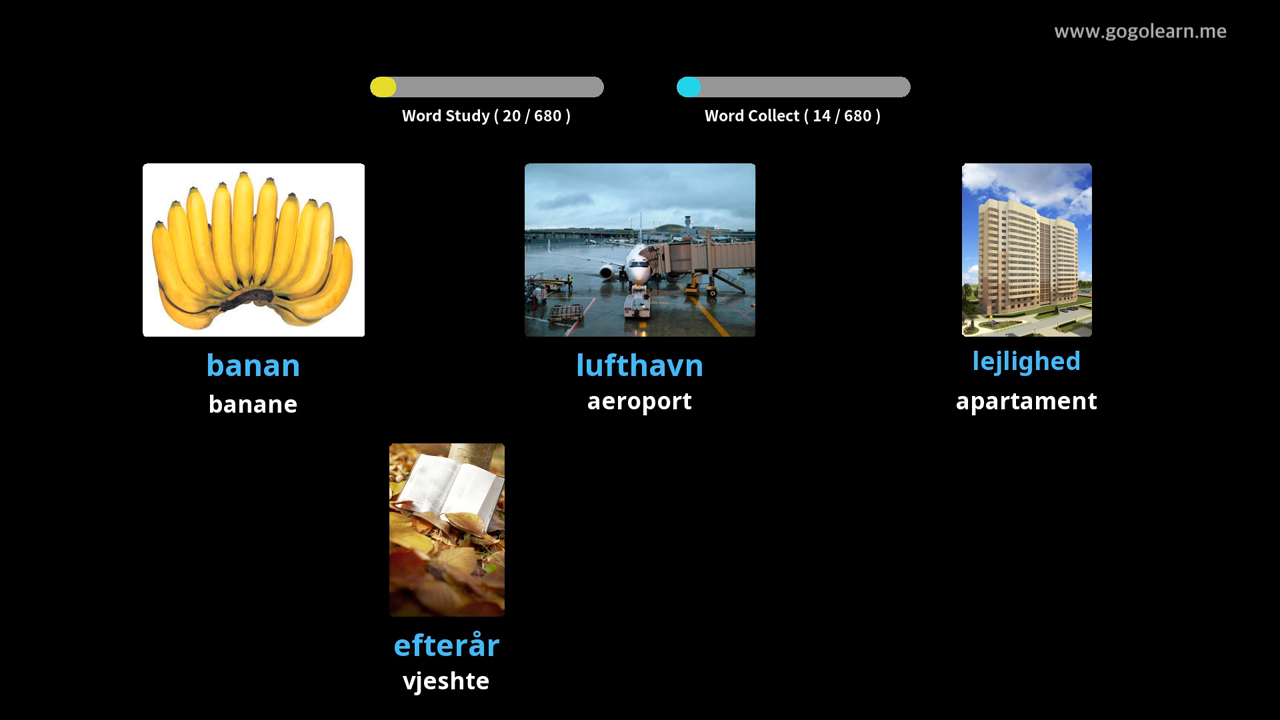 www.gogolearn.me
Word Study ( 20 / 680 )
Word Collect ( 14 / 680 )
banan
banane
lufthavn
aeroport
lejlighed
apartament
efterår
vjeshte